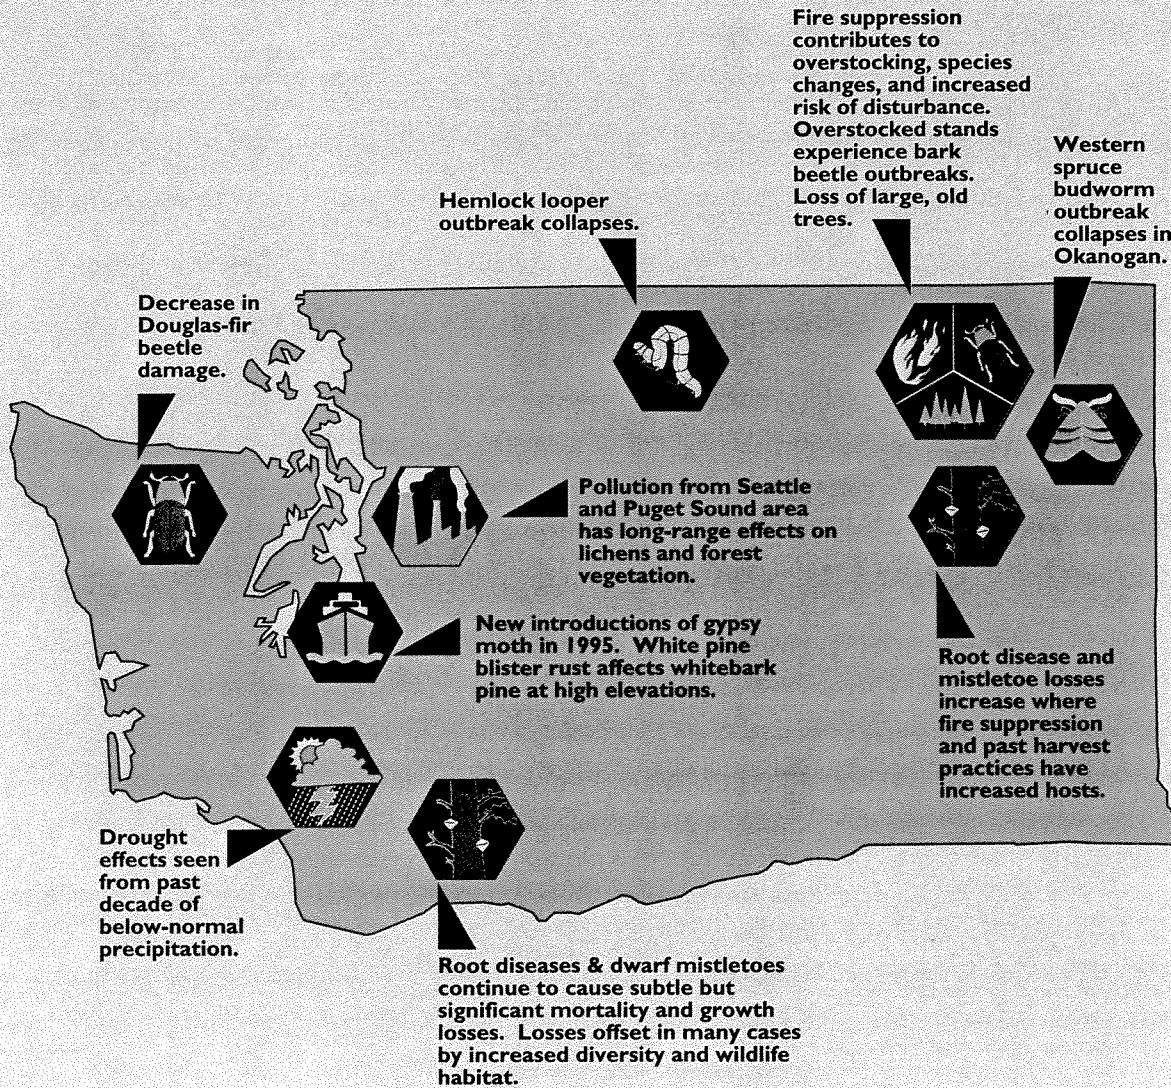 Fire suppression
contributes to
overstocking, species
changes, and increased
risk of disturbance.
Overstocked stands
experience bark
beetle outbreaks.
Loss of large, old
trees.
Western
spruce
budworm
outbreak
collapses in
Okanogan.
Hemlock looper
outbreak collapses.
Decrease in
Douglas-fir
beetle
damage.
Pollution from Seattle
and Puget Sound area
has long-range effects on
lichens and forest
vegetation.
New introductions of gypsy
moth in 1995. White pine
blister rust affects whitebark
pine at high elevations.
Root disease and
mistletoe losses
increase where
fire suppression
and past harvest
practices have
increased hosts.
Drought
effects seen
from past
decade of
below-normal
precipitation.
Root diseases & dwarf mistletoes
continue to cause subtle but
significant mortality and growth
losses. Losses offset in many cases
by increased diversity and wildlife
habitat.